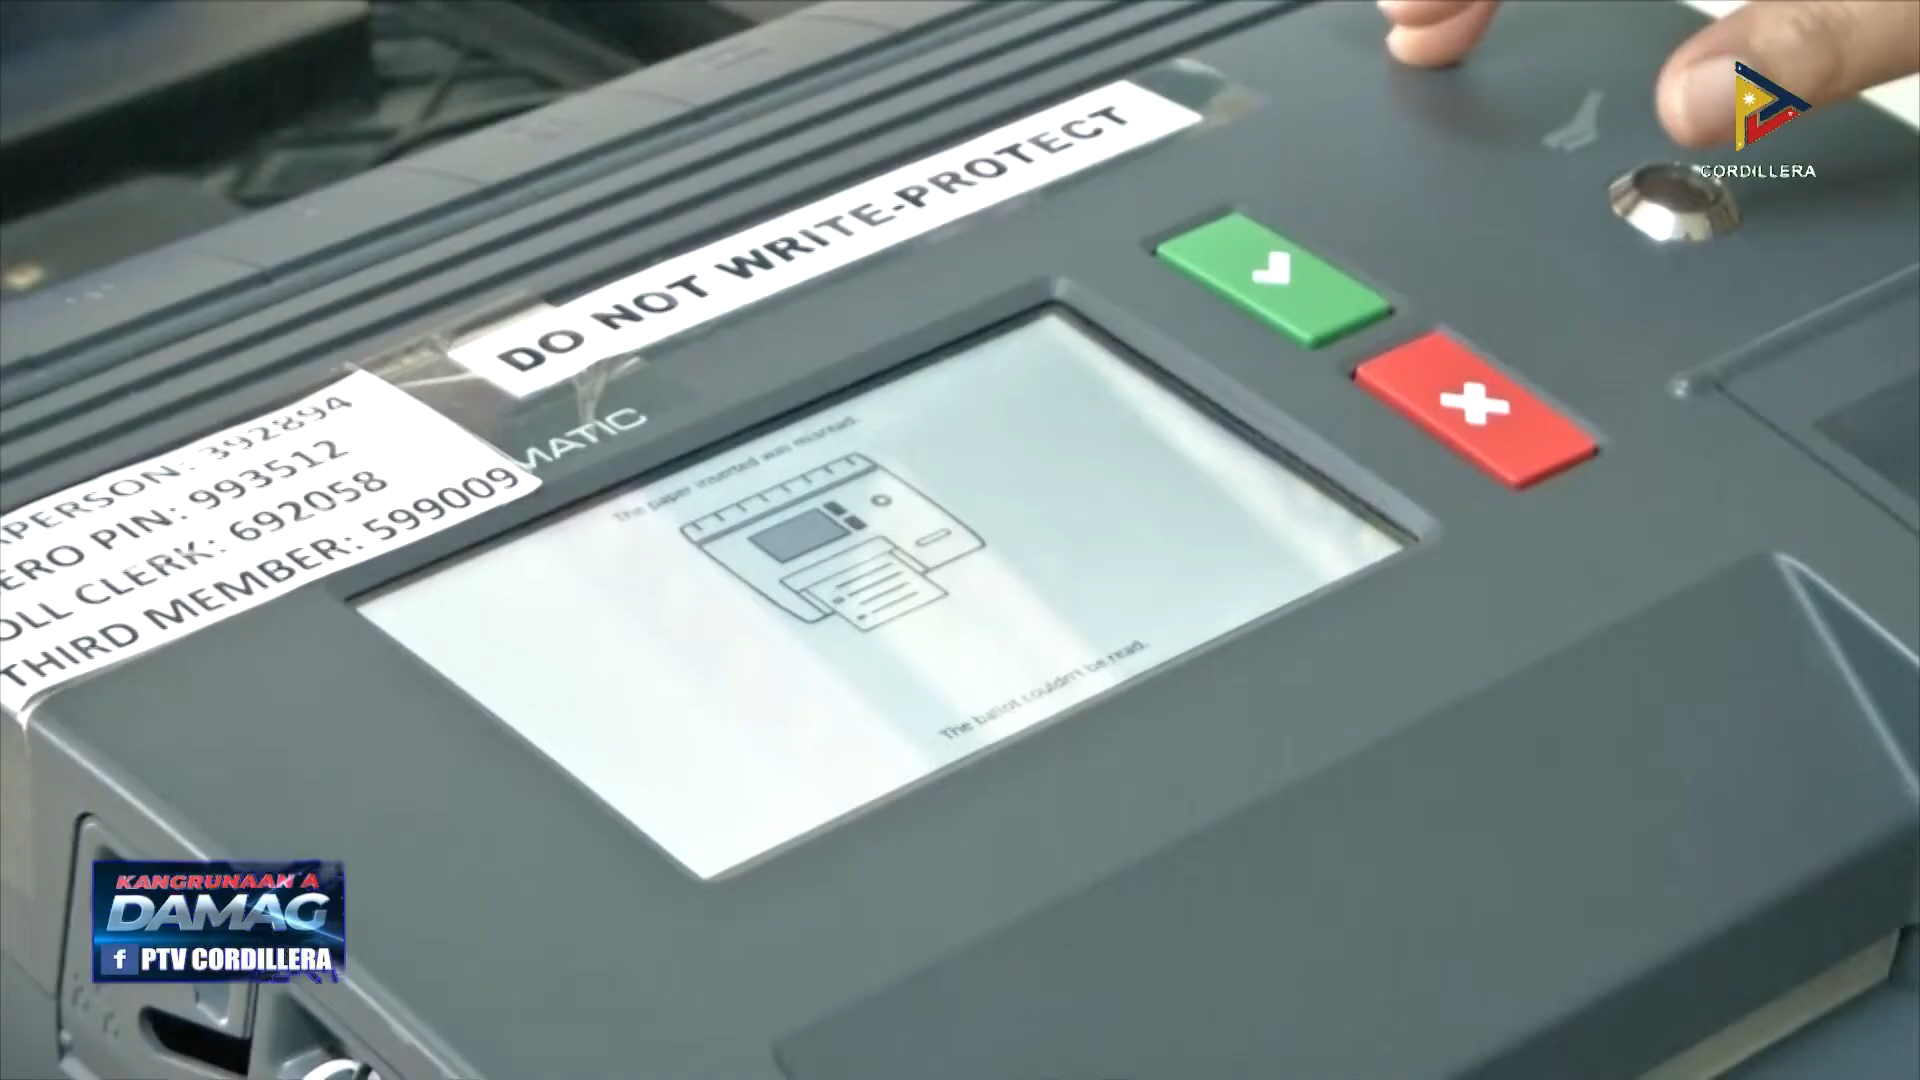 CORDILLERA
DO NOT WRITE-PROTECT
MATIC
PERSON: 392894
ERO PIN: 993512
OLL CLERK: 692058
THIRD MEMBER: 599009
The paper inserted was misread.
The ballot couldn't be read.
KANGRUNAAN A
DAMAG
f PTV CORDILLERA